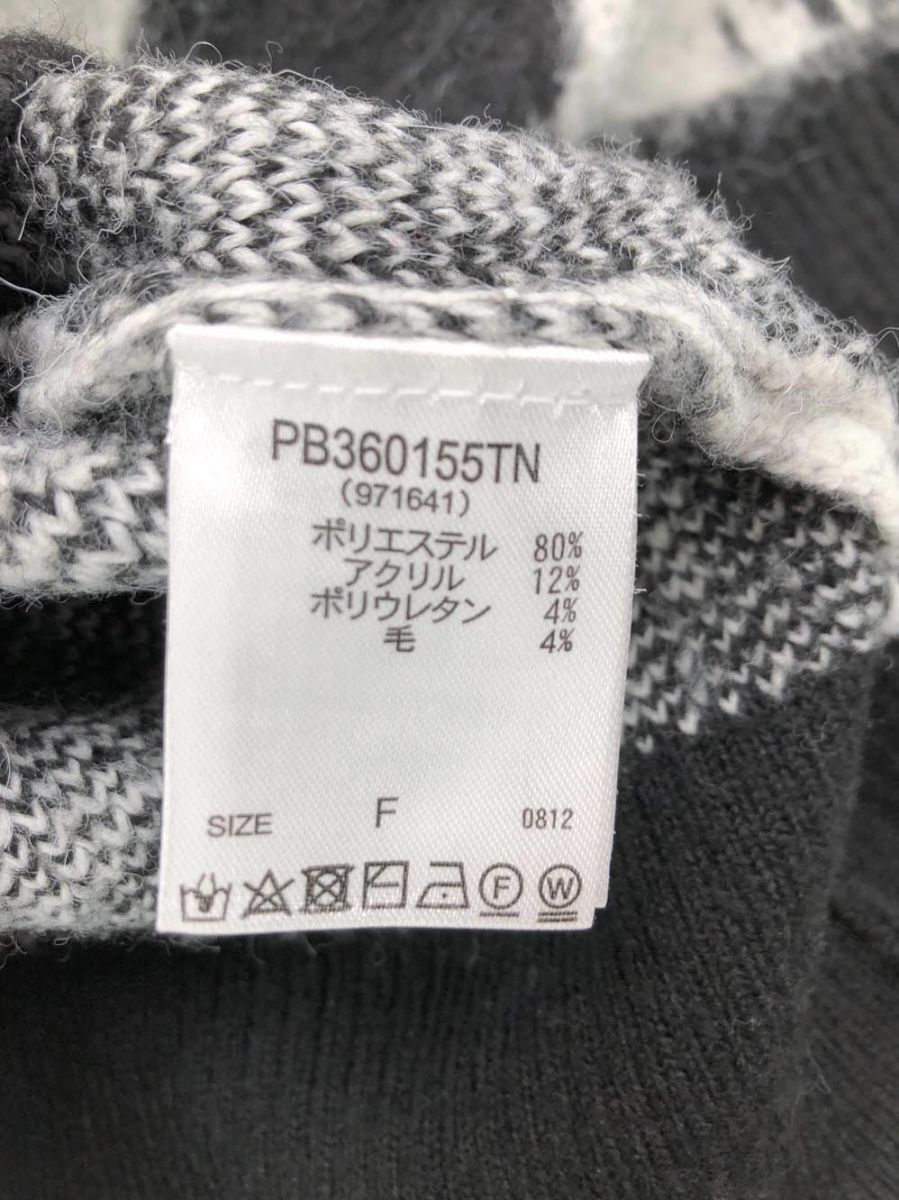 PB360155TN
(971641)
ポリエステル 80%
アクリル 12%
ポリウレタン 4%
毛 4%
SIZE F 0812
F W